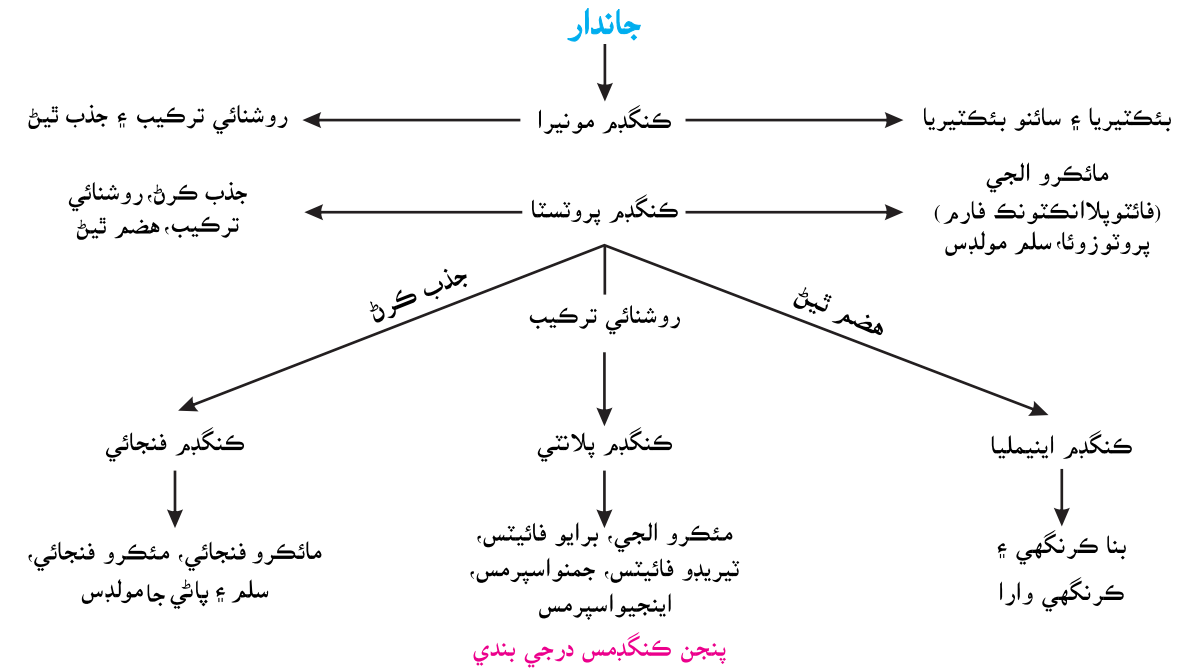 جاندار
بئڪٽيريا ۽ سائنو بئڪٽيريا
ڪنگڊم مونيرا
روشنائي ترڪيب ۽ جذب ٿيڻ
مائڪرو الجي
(فائٽوپلاانڪٽونڪ فارم)
پروٽوزوئا، سلم مولڊس
ڪنگڊم پروٽسٽا
جذب ڪرڻ، روشنائي
ترڪيب، هضم ٿيڻ
هضم ٿيڻ
روشنائي ترڪيب
جذب ڪرڻ
ڪنگڊم اينيمليا
ڪنگڊم پلانٽي
ڪنگڊم فنجائي
بنا ڪرنگهي ۽
ڪرنگهي وارا
مئڪرو الجي، برايو فائيٽس،
ٽيريڊو فائيٽس، جمنواسپرمس،
اينجيواسپرمس
مائڪرو فنجائي، مئڪرو فنجائي،
سلم ۽ پاڻي جا مولڊس
پنجن ڪنگڊمس درجي بندي